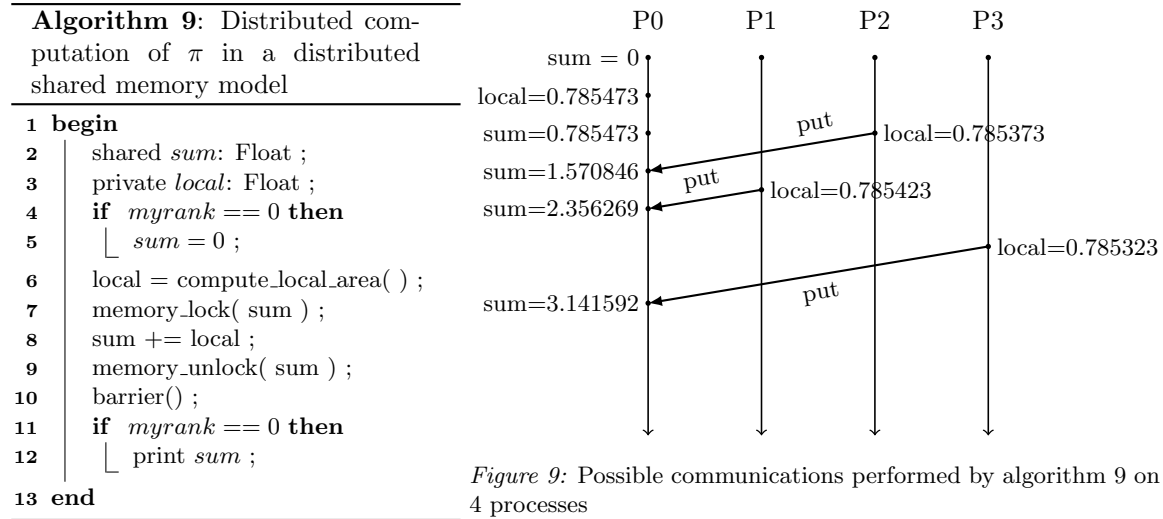 Algorithm 9: Distributed com-
putation of π in a distributed
shared memory model
1 begin
2 shared sum: Float ;
3 private local: Float ;
4 if myrank == 0 then
5 sum = 0 ;
6 local = compute_local_area( ) ;
7 memory_lock( sum ) ;
8 sum += local ;
9 memory_unlock( sum ) ;
10 barrier() ;
11 if myrank == 0 then
12 print sum ;
13 end
P0 P1 P2 P3
sum = 0
local=0.785473
sum=0.785473
put
local=0.785373
sum=1.570846
put
local=0.785423
sum=2.356269
local=0.785323
sum=3.141592
put
Figure 9: Possible communications performed by algorithm 9 on
4 processes